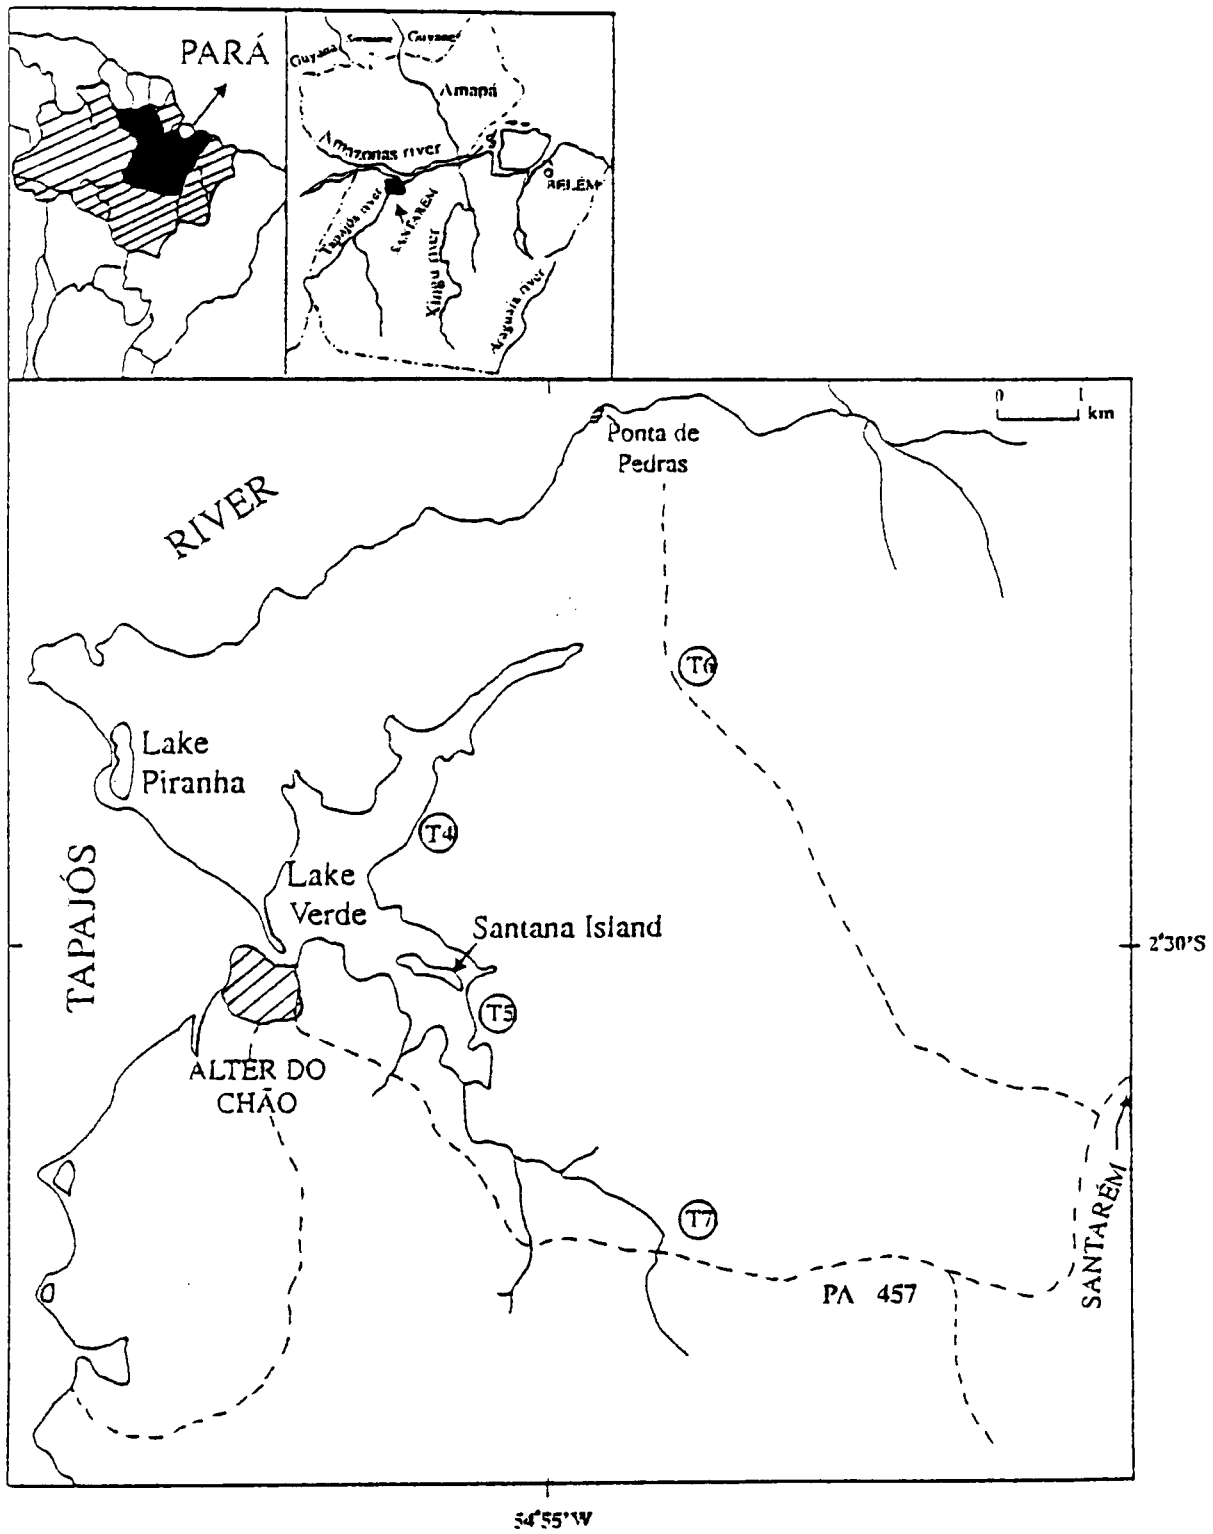 PARÁ
Guyana
Suriname
Guyane
Amapá
Amazonas river
BELÉM
Tapajós river
SANTARÉM
Xingu river
Araguaia river
0 1
km
Ponta de
Pedras
RIVER
T6
Lake
Piranha
T4
Lake
Verde
Santana Island
TAPAJÓS
2°30'S
T5
ALTER DO
CHÃO
T7
SANTARÉM
PA 457
54°55'W